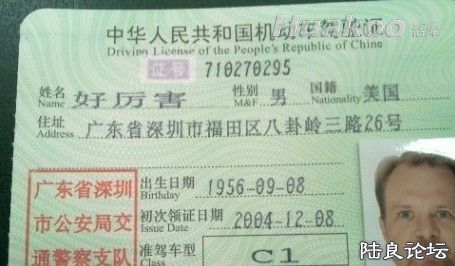 中华人民共和国机动车驾驶证
Driving License of the People's Republic of China
证号 710270295
姓名 Name 好厉害 性别 M&F 男 国籍 Nationality 美国
住址 Address 广东省深圳市福田区八卦岭三路26号
广东省深圳市公安局交通警察支队
出生日期 Birthday 1956-09-08
初次领证日期 Issue Date 2004-12-08
准驾车型 Class C1
陆良论坛